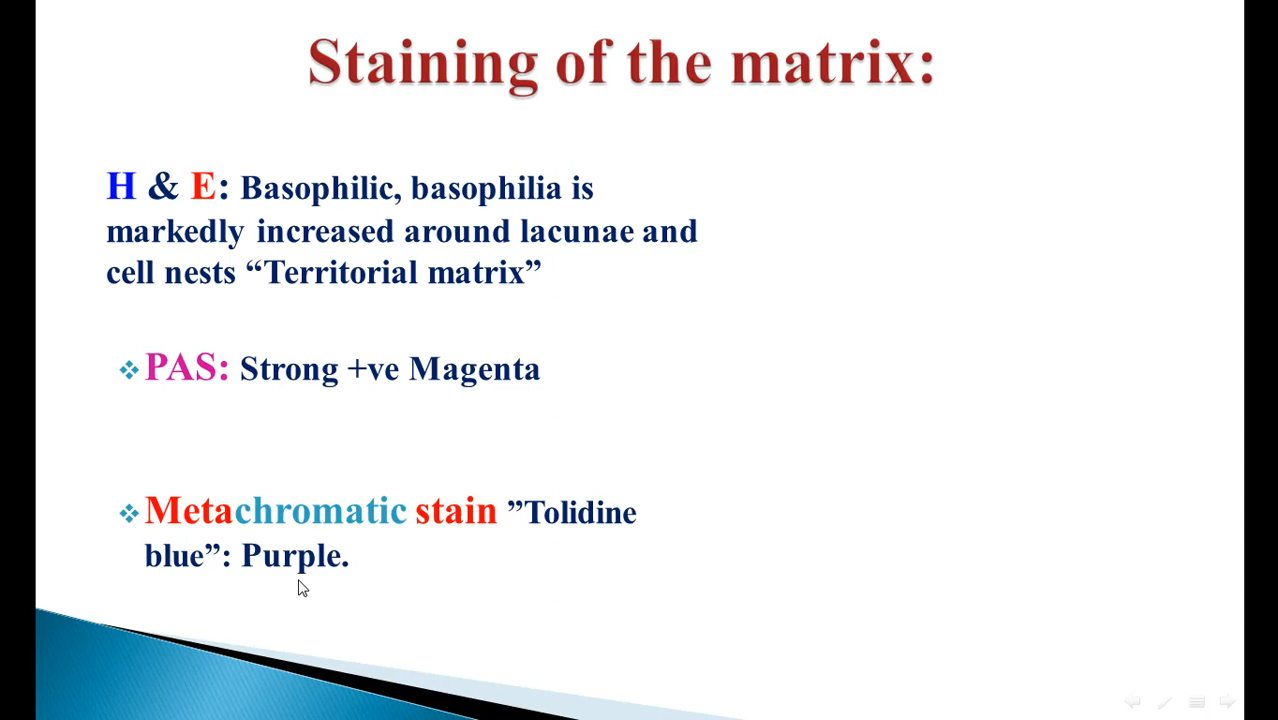 Staining of the matrix:
H & E: Basophilic, basophilia is
markedly increased around lacunae and
cell nests “Territorial matrix”
❖ PAS: Strong +ve Magenta
❖ Metachromatic stain ”Tolidine
blue”: Purple.